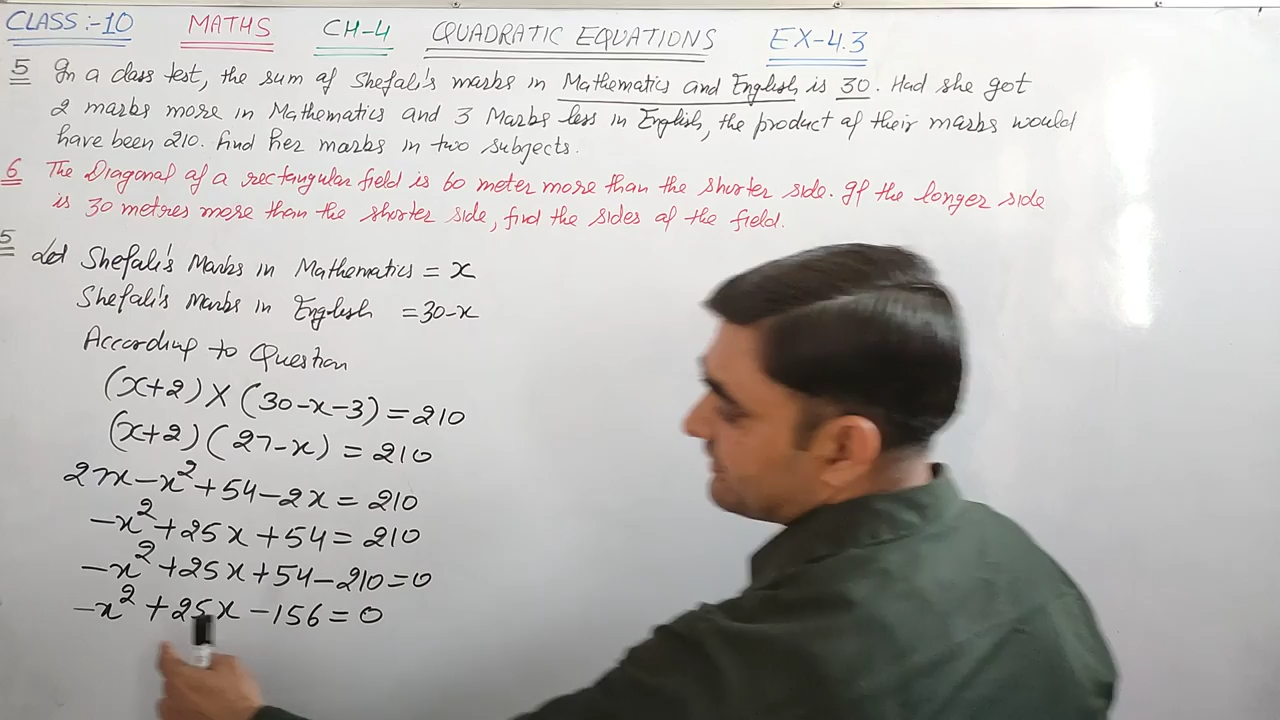 CLASS:-10 MATHS CH-4 QUADRATIC EQUATIONS EX-4.3
5 In a class test, the sum of Shefali's marks in Mathematics and English is 30. Had she got
2 marks more in Mathematics and 3 Marks less in English, the product of their marks would
have been 210. find her marks in two subjects.
6 The Diagonal of a rectangular field is 60 meter more than the shorter side. If the longer side
is 30 metres more than the shorter side, find the sides of the field.
5 Let Shefali's Marks in Mathematics = x
Shefali's Marks in English = 30-x
According to Question
(x+2) × (30-x-3) = 210
(x+2) (27-x) = 210
27x - x² + 54 - 2x = 210
-x² + 25x + 54 = 210
-x² + 25x + 54 - 210 = 0
-x² + 25x - 156 = 0